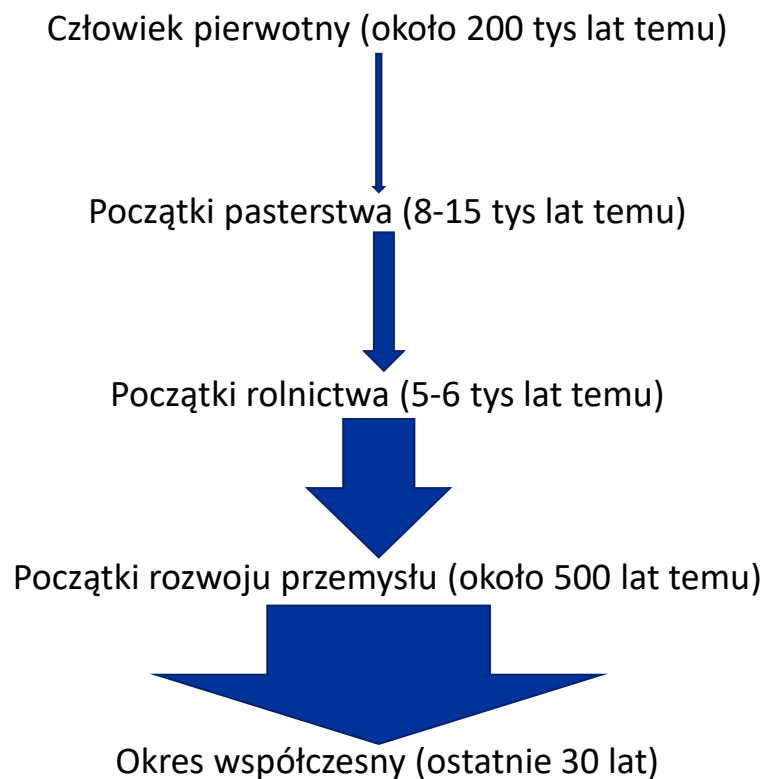 Człowiek pierwotny (około 200 tys lat temu)
Początki pasterstwa (8-15 tys lat temu)
Początki rolnictwa (5-6 tys lat temu)
Początki rozwoju przemysłu (około 500 lat temu)
Okres współczesny (ostatnie 30 lat)